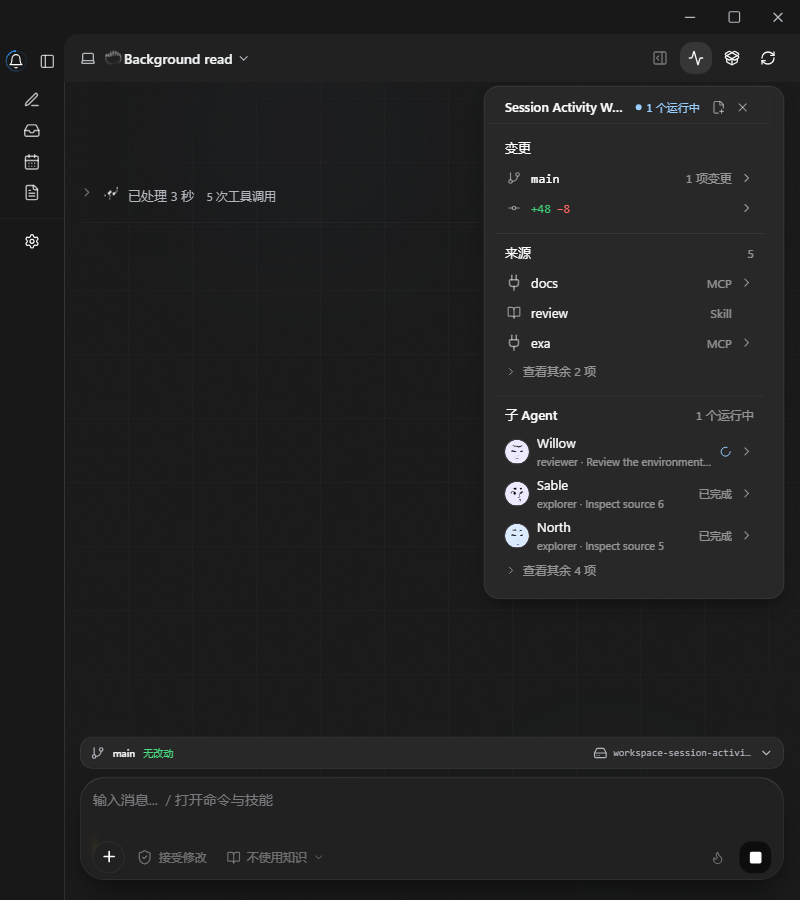 Background read
Session Activity W...
1 个运行中
变更
main
1 项变更
+48 −8
已处理 3 秒 5 次工具调用
来源
5
docs
MCP
review
Skill
exa
MCP
查看其余 2 项
子 Agent
1 个运行中
Willow
reviewer · Review the environment...
Sable
explorer · Inspect source 6
已完成
North
explorer · Inspect source 5
已完成
查看其余 4 项
main 无改动
workspace-session-activi…
输入消息... / 打开命令与技能
接受修改
不使用知识